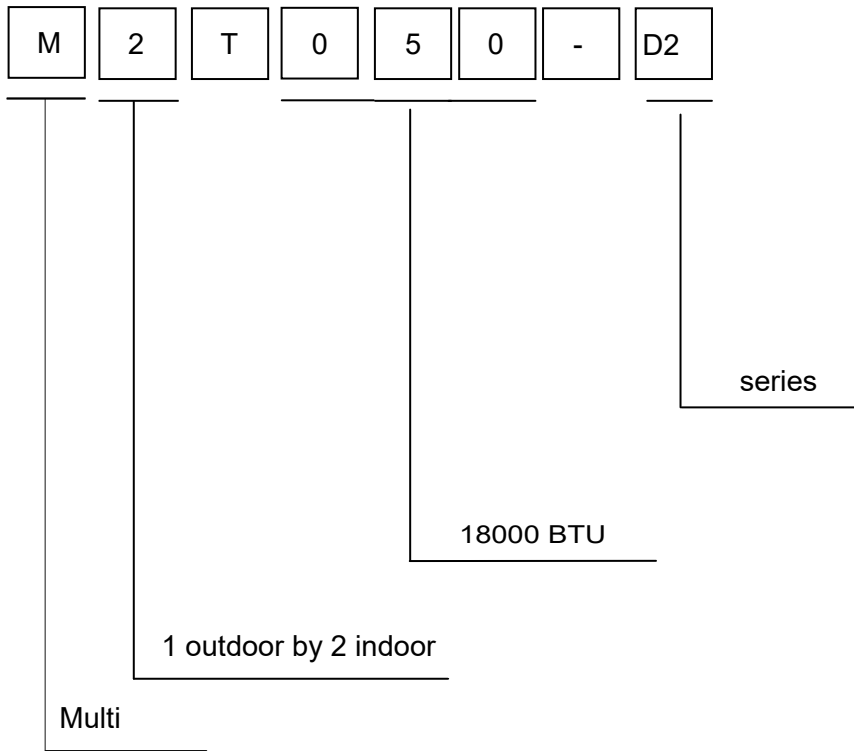 M 2 T 0 5 0 - D2
series
18000 BTU
1 outdoor by 2 indoor
Multi